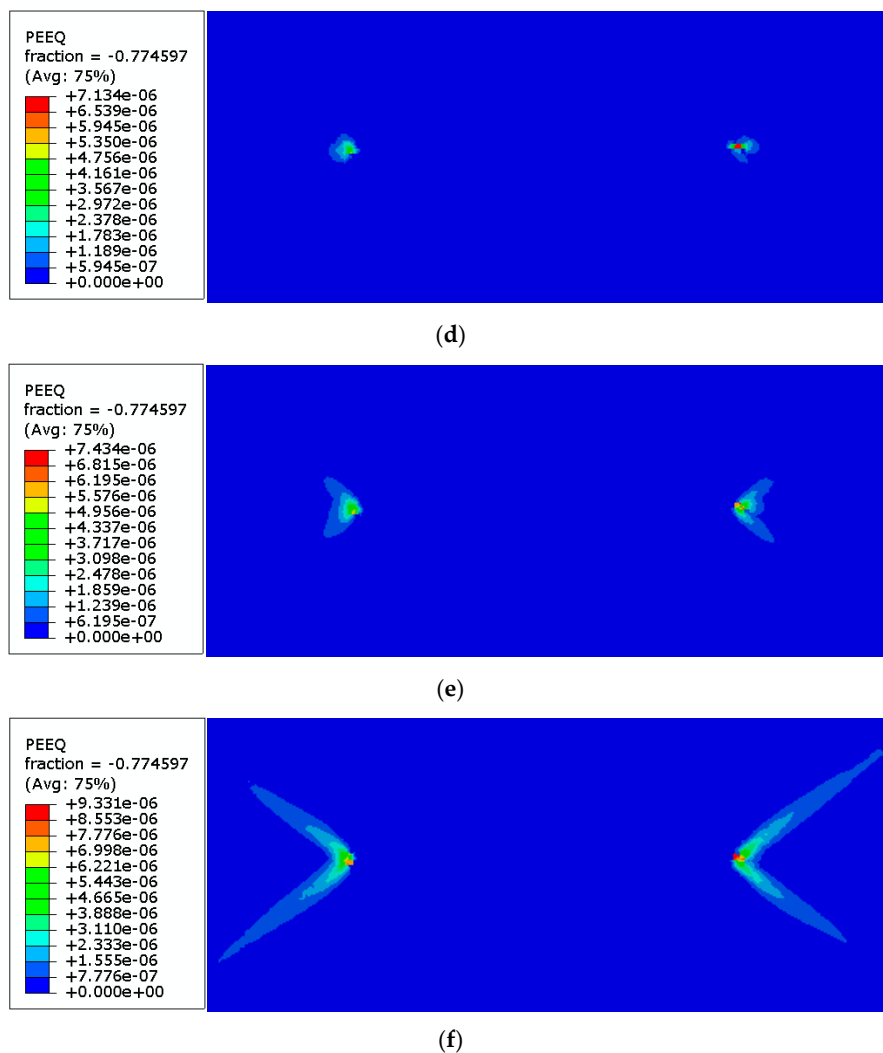 PEEQ
fraction = -0.774597
(Avg: 75%)
+7.134e-06
+6.539e-06
+5.945e-06
+5.350e-06
+4.756e-06
+4.161e-06
+3.567e-06
+2.972e-06
+2.378e-06
+1.783e-06
+1.189e-06
+5.945e-07
+0.000e+00
(d)
PEEQ
fraction = -0.774597
(Avg: 75%)
+7.434e-06
+6.815e-06
+6.195e-06
+5.576e-06
+4.956e-06
+4.337e-06
+3.717e-06
+3.098e-06
+2.478e-06
+1.859e-06
+1.239e-06
+6.195e-07
+0.000e+00
(e)
PEEQ
fraction = -0.774597
(Avg: 75%)
+9.331e-06
+8.553e-06
+7.776e-06
+6.998e-06
+6.221e-06
+5.443e-06
+4.665e-06
+3.888e-06
+3.110e-06
+2.333e-06
+1.555e-06
+7.776e-07
+0.000e+00
(f)